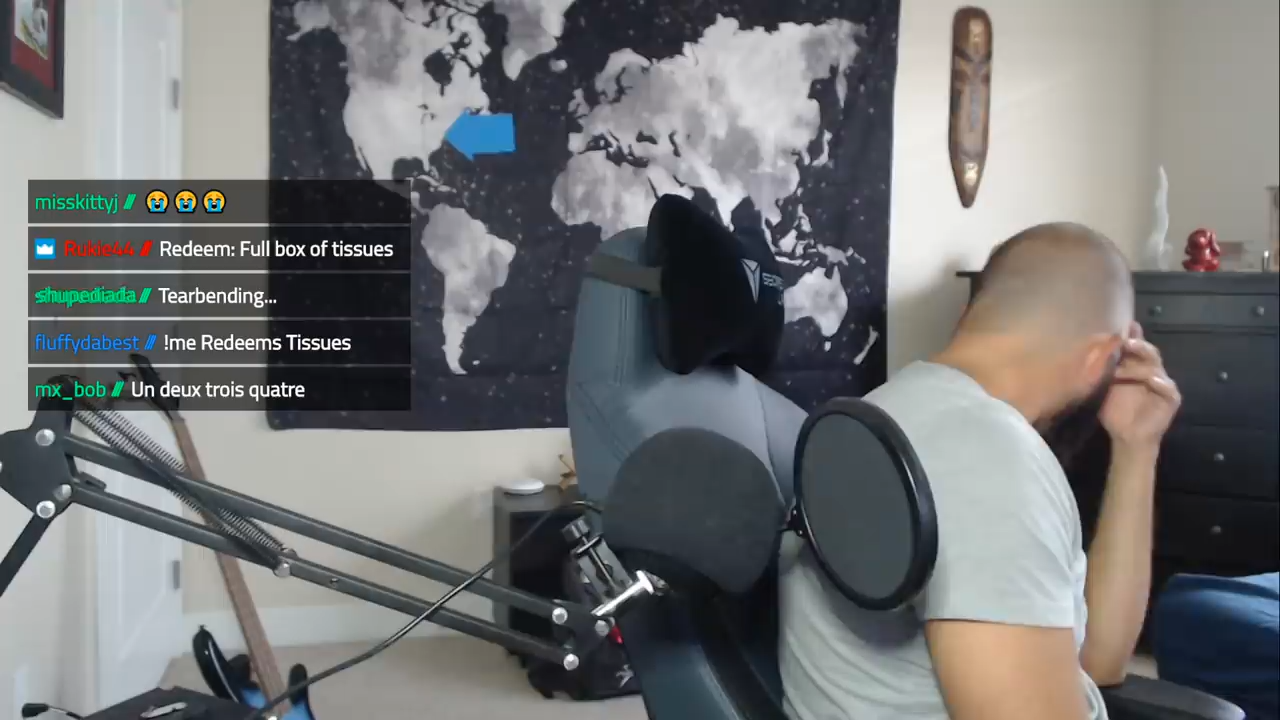 misskittyj // 😭😭😭
Rukie44 // Redeem: Full box of tissues
shupediada // Tearbending...
fluffydabest // !me Redeems Tissues
mx_bob // Un deux trois quatre